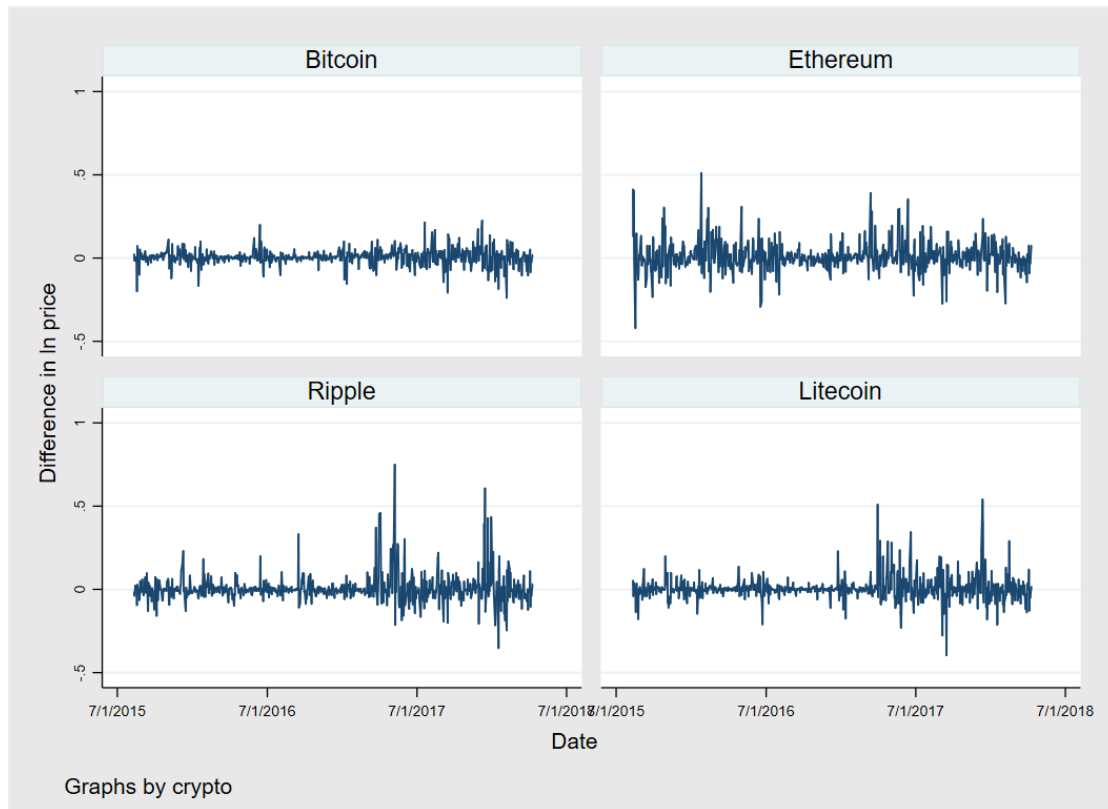 Bitcoin
Ethereum
1
.5
0
-.5
Ripple
Litecoin
1
.5
0
-.5
Difference in ln price
7/1/2015 7/1/2016 7/1/2017 7/1/2018
7/1/2015 7/1/2016 7/1/2017 7/1/2018
Date
Graphs by crypto